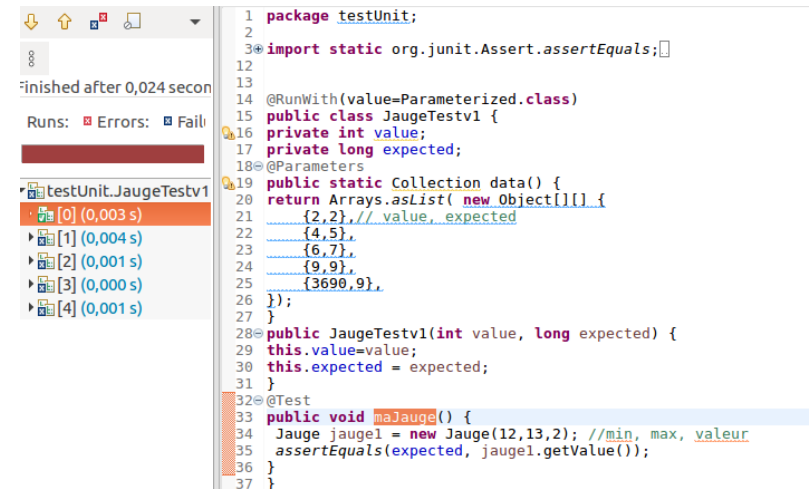 Finished after 0,024 secon
Runs: Errors: Failu
testUnit.JaugeTestv1
[0] (0,003 s)
[1] (0,004 s)
[2] (0,001 s)
[3] (0,000 s)
[4] (0,001 s)
1 package testUnit;
2
3 import static org.junit.Assert.assertEquals;
12
13
14 @RunWith(value=Parameterized.class)
15 public class JaugeTestv1 {
16 private int value;
17 private long expected;
18 @Parameters
19 public static Collection data() {
20 return Arrays.asList( new Object[][] {
21 {2,2},// value, expected
22 {4,5},
23 {6,7},
24 {9,9},
25 {3690,9},
26 });
27 }
28 public JaugeTestv1(int value, long expected) {
29 this.value=value;
30 this.expected = expected;
31 }
32 @Test
33 public void maJauge() {
34 Jauge jauge1 = new Jauge(12,13,2); //min, max, valeur
35 assertEquals(expected, jauge1.getValue());
36 }
37 }